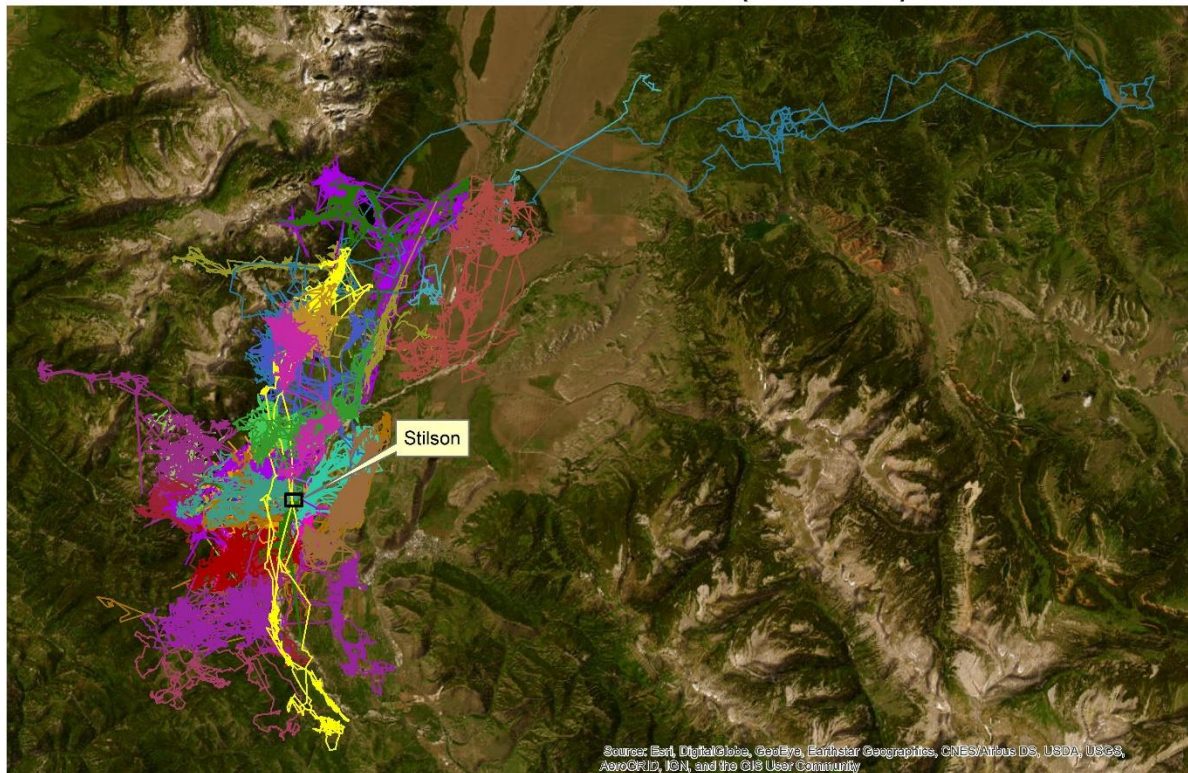 Stilson
Source: Esri, DigitalGlobe, GeoEye, Earthstar Geographics, CNES/Airbus DS, USDA, USGS,
AeroGRID, IGN, and the GIS User Community